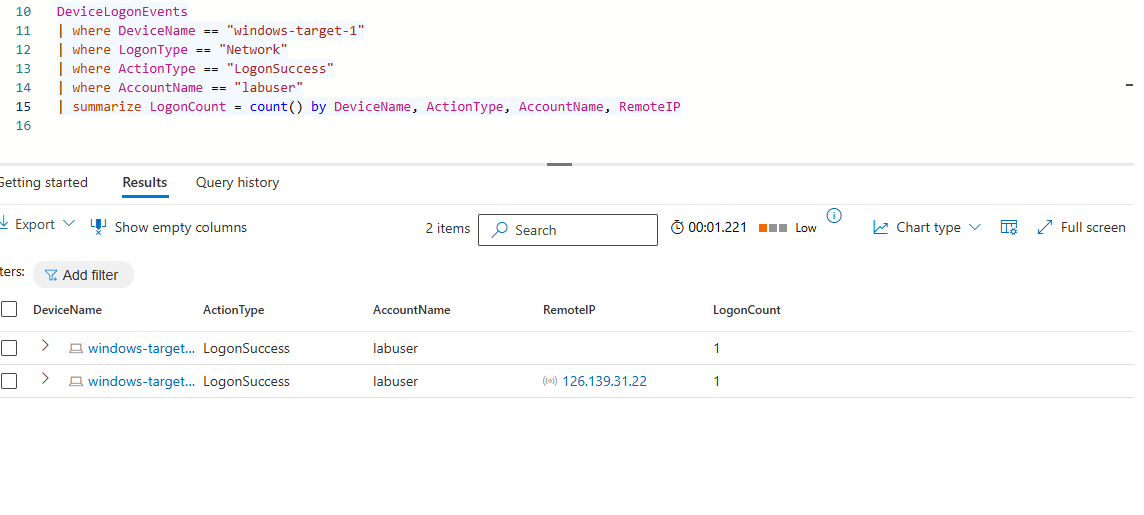 10 DeviceLogonEvents
11 | where DeviceName == "windows-target-1"
12 | where LogonType == "Network"
13 | where ActionType == "LogonSuccess"
14 | where AccountName == "labuser"
15 | summarize LogonCount = count() by DeviceName, ActionType, AccountName, RemoteIP
16
Getting started Results Query history
Export Show empty columns 2 items Search 00:01.221 Low Chart type Full screen
ters: Add filter
DeviceName ActionType AccountName RemoteIP LogonCount
windows-target... LogonSuccess labuser 1
windows-target... LogonSuccess labuser 126.139.31.22 1